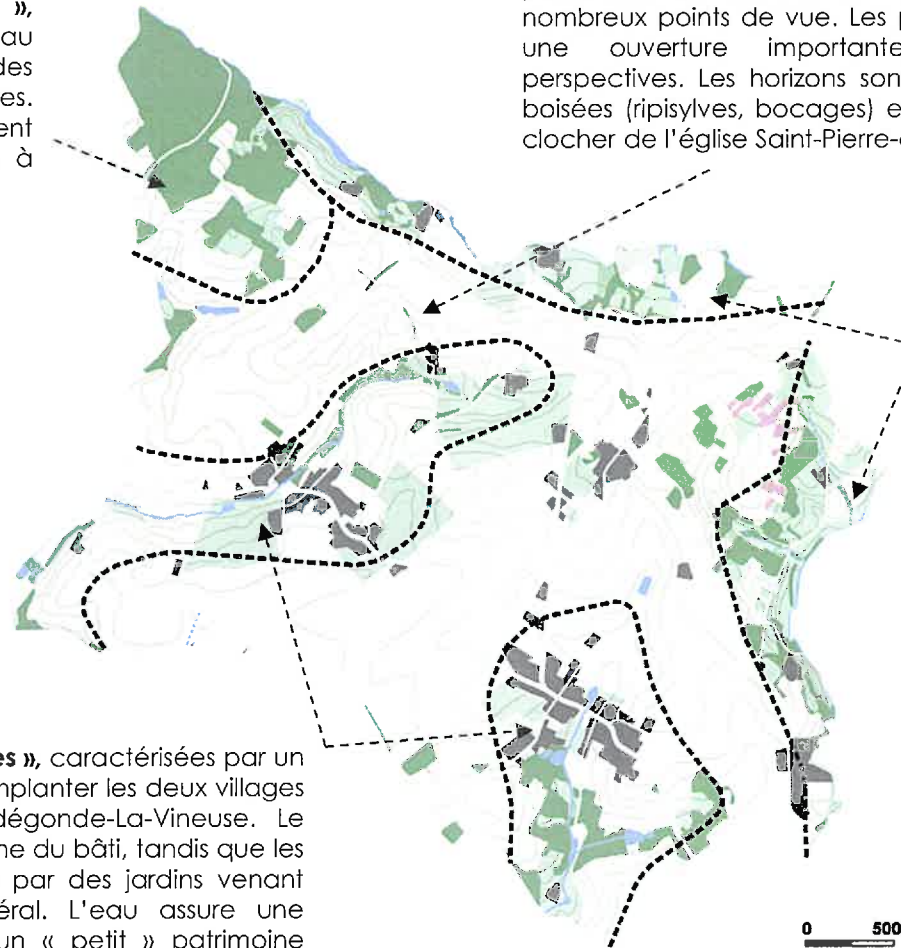 »,
au
des
es.
ent
à
nombreux points de vue. Les
une ouverture importante
perspectives. Les horizons
boisées (ripisylves, bocages)
clocher de l'église Saint-Pierre-
es », caractérisées par un
mplanter les deux villages
dégonde-La-Vineuse. Le
ne du bâti, tandis que les
par des jardins venant
éral. L'eau assure une
un « petit » patrimoine
0 500